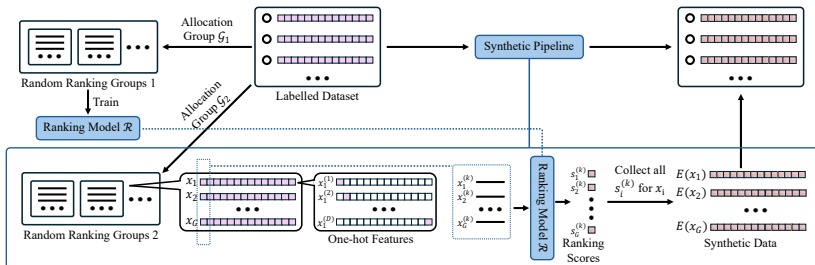 Allocation
Group 𝒢₁
Random Ranking Groups 1
Train
Ranking Model ℛ
Labelled Dataset
Allocation
Group 𝒢₂
Synthetic Pipeline
Random Ranking Groups 2
x₁
x₂
x_G
x₁⁽¹⁾
x₁⁽²⁾
x₁⁽ᴰ⁾
One-hot Features
x₁⁽ᵏ⁾
x₂⁽ᵏ⁾
x_G⁽ᵏ⁾
Ranking Model ℛ
s₁⁽ᵏ⁾
s₂⁽ᵏ⁾
s_G⁽ᵏ⁾
Ranking
Scores
Collect all
sᵢ⁽ᵏ⁾ for xᵢ
E(x₁)
E(x₂)
E(x_G)
Synthetic Data